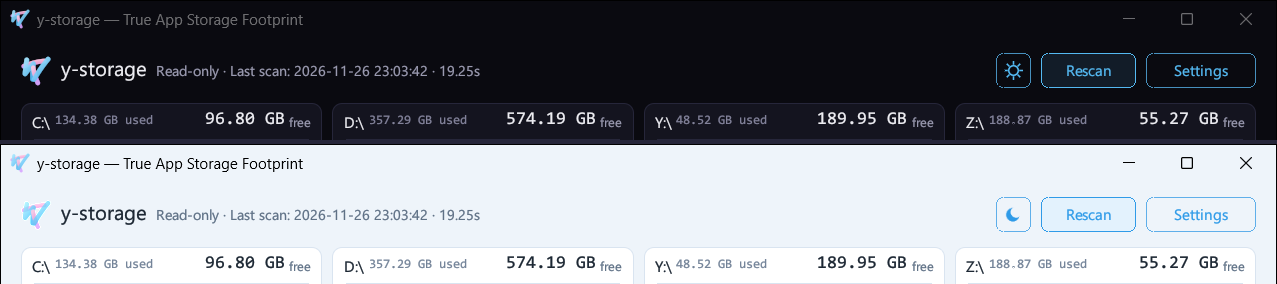 y-storage — True App Storage Footprint
y-storage Read-only · Last scan: 2026-11-26 23:03:42 · 19.25s Rescan Settings
C:\ 134.38 GB used 96.80 GB free D:\ 357.29 GB used 574.19 GB free Y:\ 48.52 GB used 189.95 GB free Z:\ 188.87 GB used 55.27 GB free
y-storage — True App Storage Footprint
y-storage Read-only · Last scan: 2026-11-26 23:03:42 · 19.25s Rescan Settings
C:\ 134.38 GB used 96.80 GB free D:\ 357.29 GB used 574.19 GB free Y:\ 48.52 GB used 189.95 GB free Z:\ 188.87 GB used 55.27 GB free